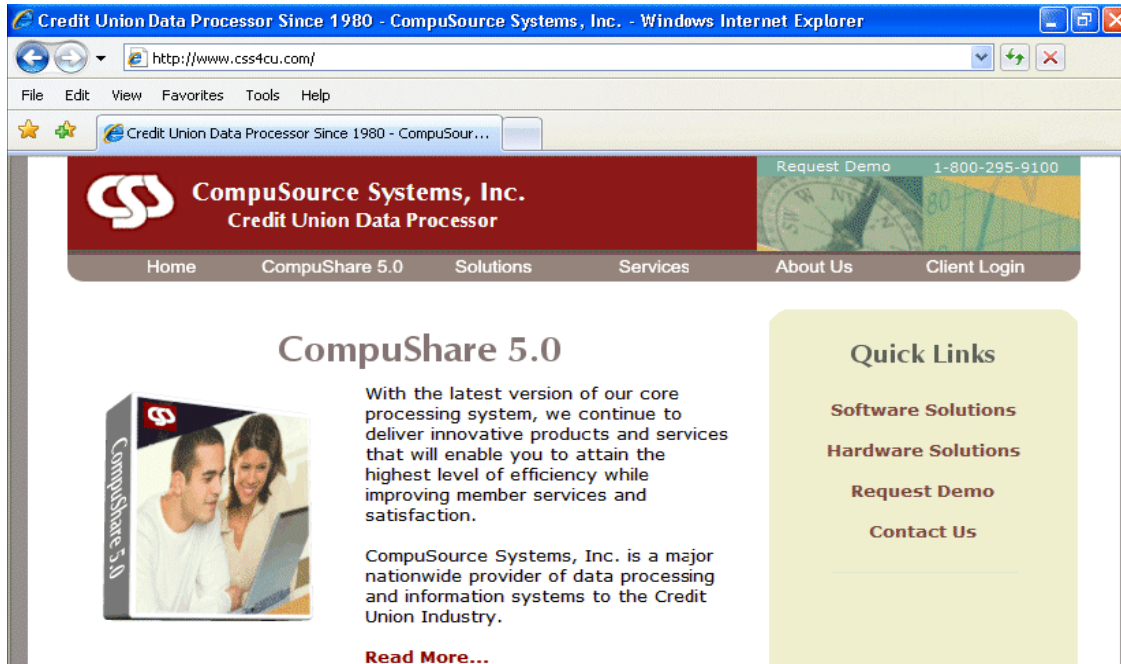 Credit Union Data Processor Since 1980 - CompuSource Systems, Inc. - Windows Internet Explorer
http://www.css4cu.com/
File Edit View Favorites Tools Help
Credit Union Data Processor Since 1980 - CompuSour...
Request Demo 1-800-295-9100
CSS CompuSource Systems, Inc.
Credit Union Data Processor
Home CompuShare 5.0 Solutions Services About Us Client Login
CompuShare 5.0
With the latest version of our core
processing system, we continue to
deliver innovative products and services
that will enable you to attain the
highest level of efficiency while
improving member services and
satisfaction.
CompuSource Systems, Inc. is a major
nationwide provider of data processing
and information systems to the Credit
Union Industry.
Read More...
CompuShare 5.0
Quick Links
Software Solutions
Hardware Solutions
Request Demo
Contact Us